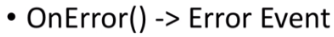 • OnError() -> Error Event